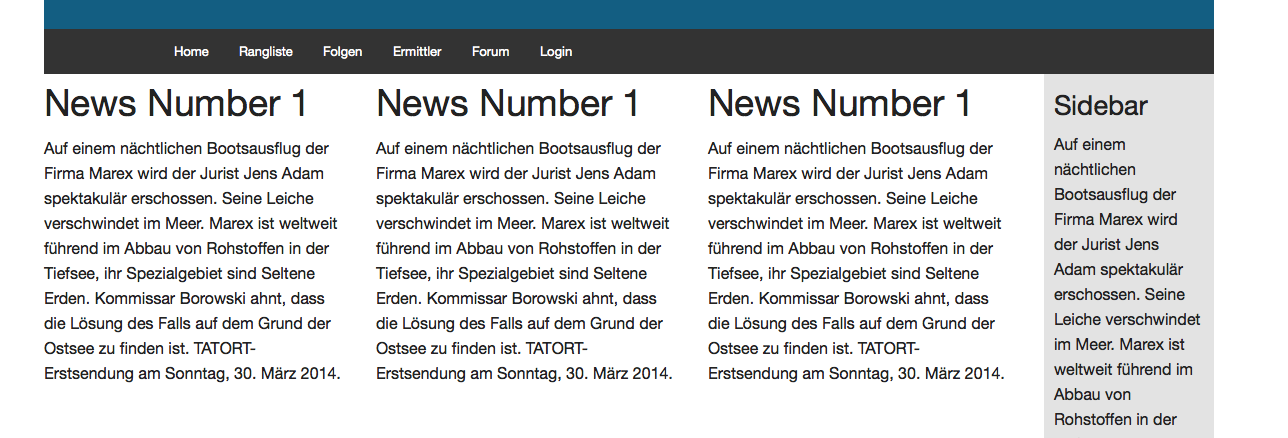 Home Rangliste Folgen Ermittler Forum Login
News Number 1
Auf einem nächtlichen Bootsausflug der
Firma Marex wird der Jurist Jens Adam
spektakulär erschossen. Seine Leiche
verschwindet im Meer. Marex ist weltweit
führend im Abbau von Rohstoffen in der
Tiefsee, ihr Spezialgebiet sind Seltene
Erden. Kommissar Borowski ahnt, dass
die Lösung des Falls auf dem Grund der
Ostsee zu finden ist. TATORT-
Erstsendung am Sonntag, 30. März 2014.
News Number 1
Auf einem nächtlichen Bootsausflug der
Firma Marex wird der Jurist Jens Adam
spektakulär erschossen. Seine Leiche
verschwindet im Meer. Marex ist weltweit
führend im Abbau von Rohstoffen in der
Tiefsee, ihr Spezialgebiet sind Seltene
Erden. Kommissar Borowski ahnt, dass
die Lösung des Falls auf dem Grund der
Ostsee zu finden ist. TATORT-
Erstsendung am Sonntag, 30. März 2014.
News Number 1
Auf einem nächtlichen Bootsausflug der
Firma Marex wird der Jurist Jens Adam
spektakulär erschossen. Seine Leiche
verschwindet im Meer. Marex ist weltweit
führend im Abbau von Rohstoffen in der
Tiefsee, ihr Spezialgebiet sind Seltene
Erden. Kommissar Borowski ahnt, dass
die Lösung des Falls auf dem Grund der
Ostsee zu finden ist. TATORT-
Erstsendung am Sonntag, 30. März 2014.
Sidebar
Auf einem
nächtlichen
Bootsausflug der
Firma Marex wird
der Jurist Jens
Adam spektakulär
erschossen. Seine
Leiche verschwindet
im Meer. Marex ist
weltweit führend im
Abbau von
Rohstoffen in der